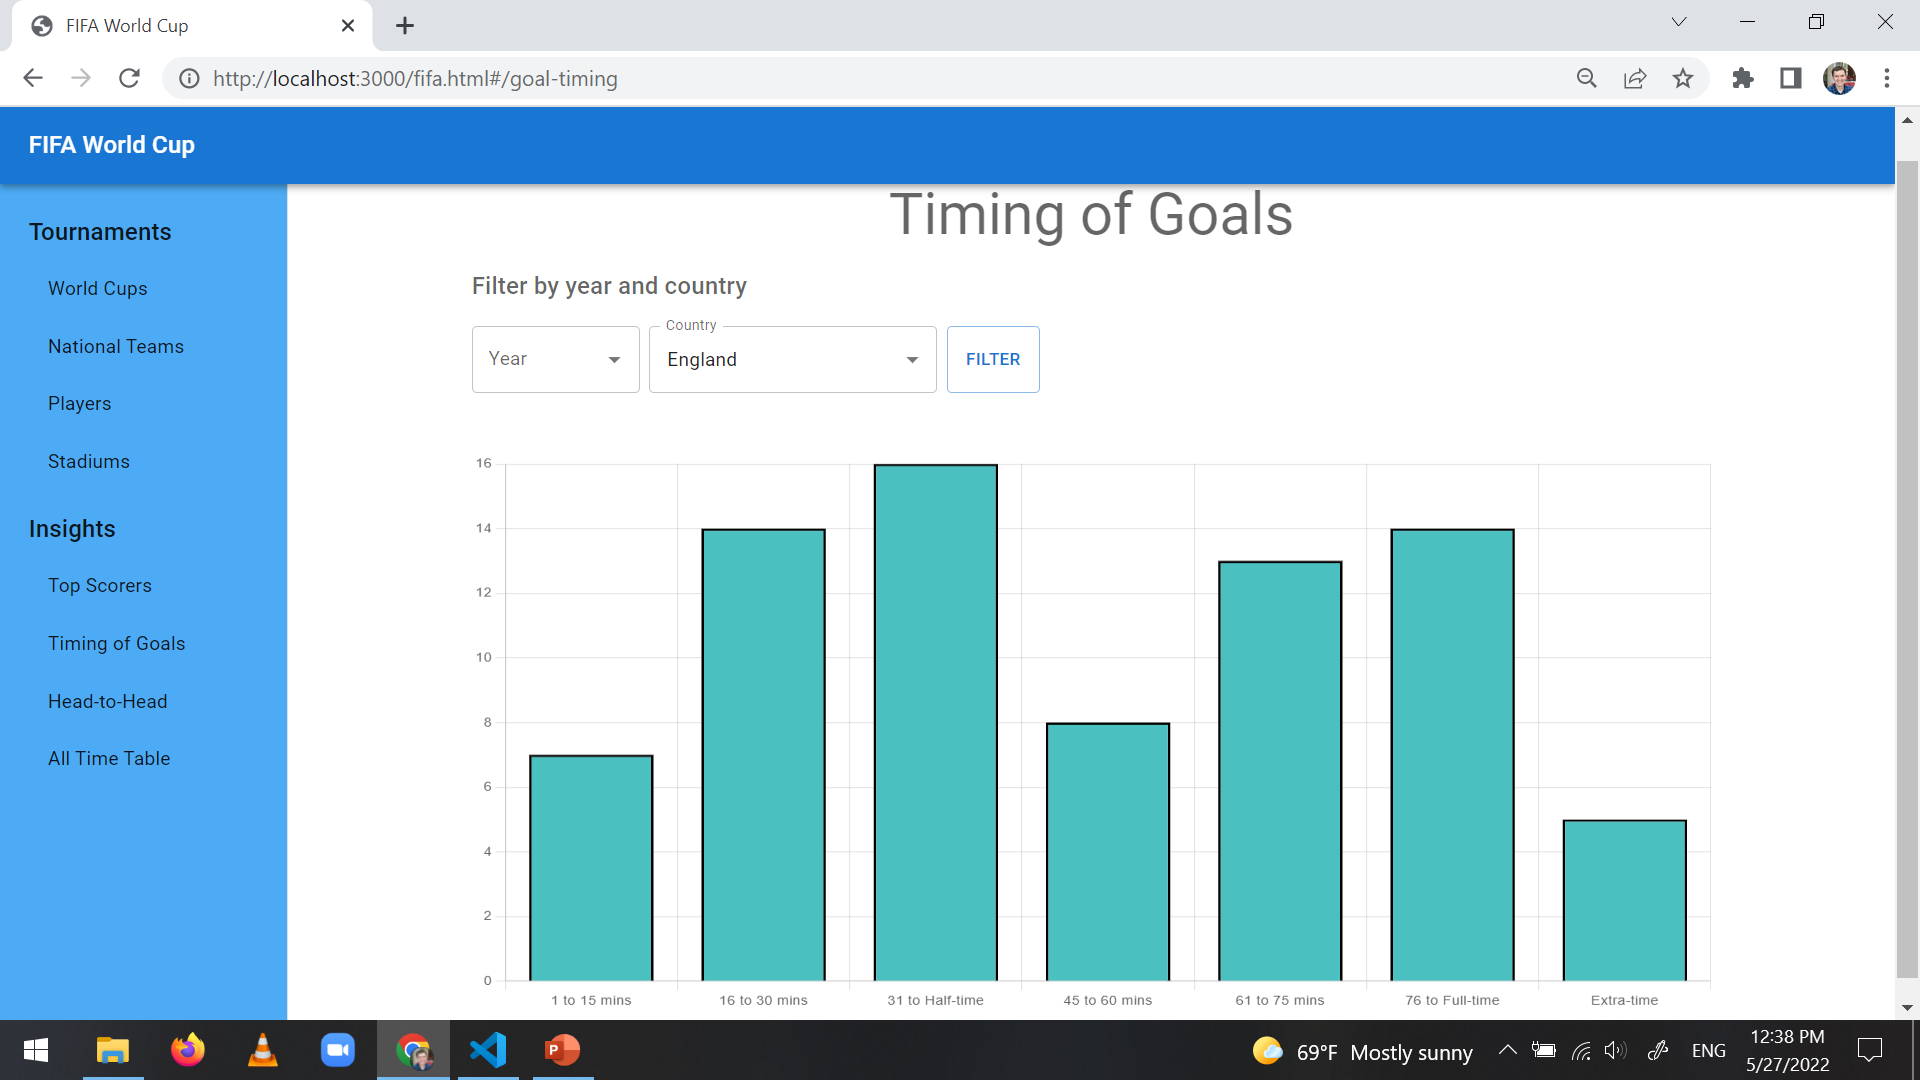 FIFA World Cup
http://localhost:3000/fifa.html#/goal-timing
FIFA World Cup
Tournaments
World Cups
National Teams
Players
Stadiums
Insights
Top Scorers
Timing of Goals
Head-to-Head
All Time Table
Timing of Goals
Filter by year and country
Year
Country
England
FILTER
16
14
12
10
8
6
4
2
0
1 to 15 mins
16 to 30 mins
31 to Half-time
45 to 60 mins
61 to 75 mins
76 to Full-time
Extra-time
P
69°F Mostly sunny
ENG
12:38 PM
5/27/2022